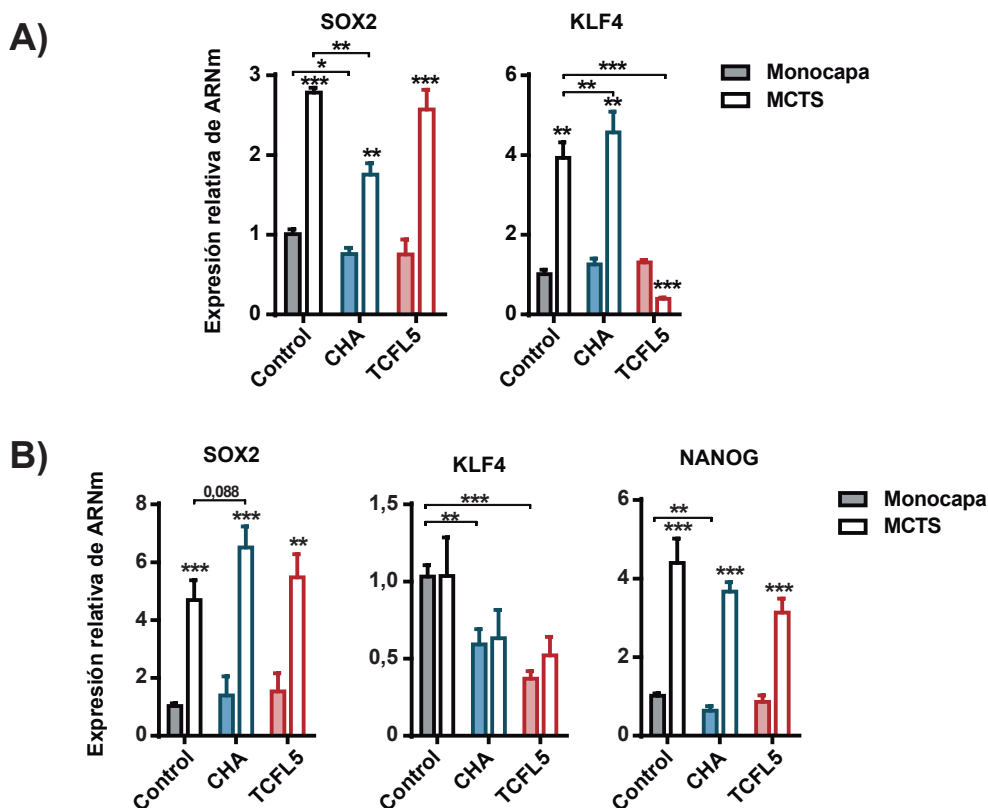 A)
SOX2
KLF4
Expresión relativa de ARNm
Monocapa
MCTS
3
2
1
0
*
**
***
**
***
Control
CHA
TCFL5
6
4
2
0
***
**
**
**
***
Control
CHA
TCFL5
B)
SOX2
KLF4
NANOG
Expresión relativa de ARNm
Monocapa
MCTS
8
6
4
2
0
0,088
***
***
**
Control
CHA
TCFL5
1,5
1,0
0,5
0
***
**
Control
CHA
TCFL5
6
4
2
0
**
***
***
***
Control
CHA
TCFL5